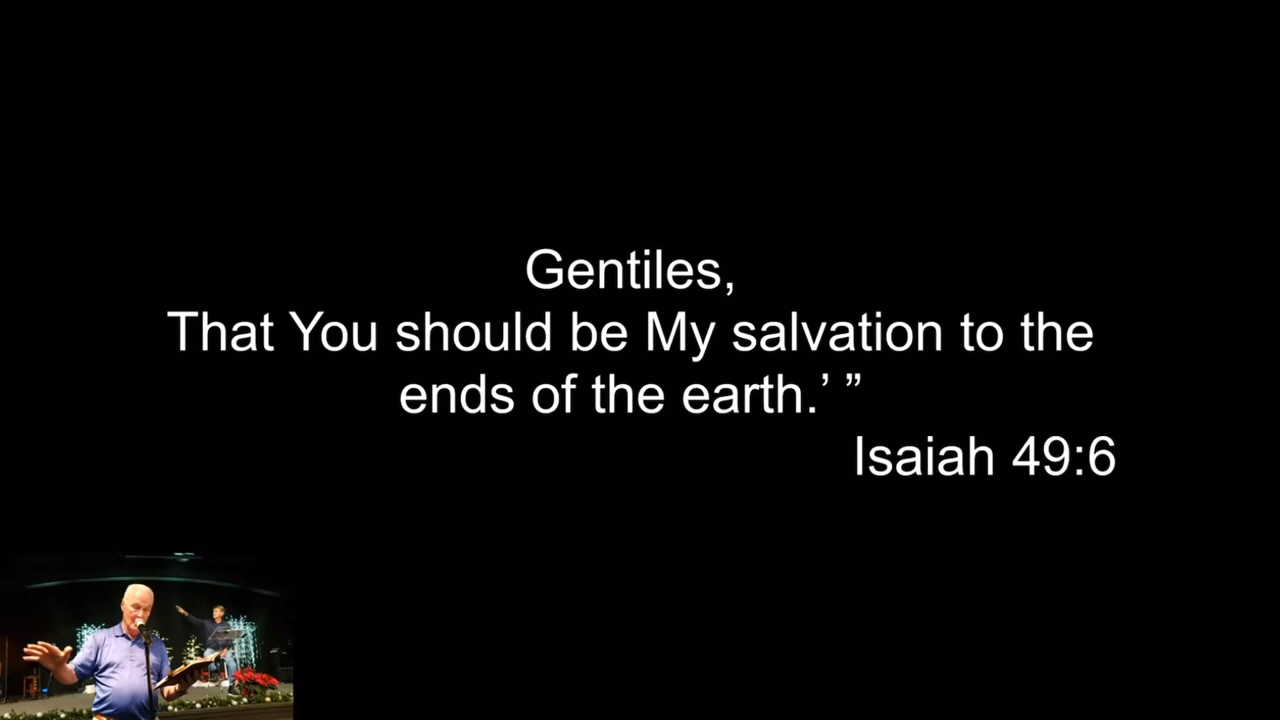 Gentiles,
That You should be My salvation to the
ends of the earth.’ ”
Isaiah 49:6